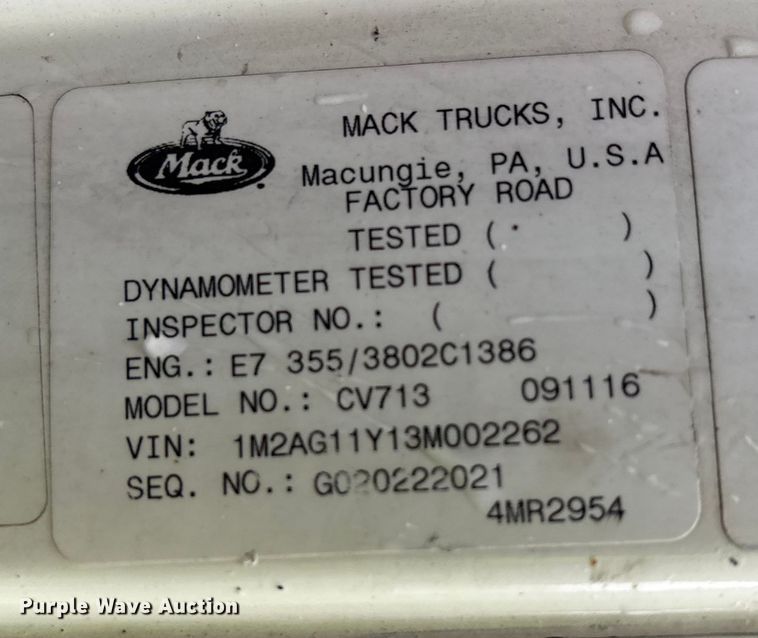 Mack
MACK TRUCKS, INC.
Macungie, PA, U.S.A
FACTORY ROAD
TESTED ( )
DYNAMOMETER TESTED ( )
INSPECTOR NO.: ( )
ENG.: E7 355/3802C1386
MODEL NO.: CV713 091116
VIN: 1M2AG11Y13M002262
SEQ. NO.: G020222021
4MR2954
Purple Wave Auction